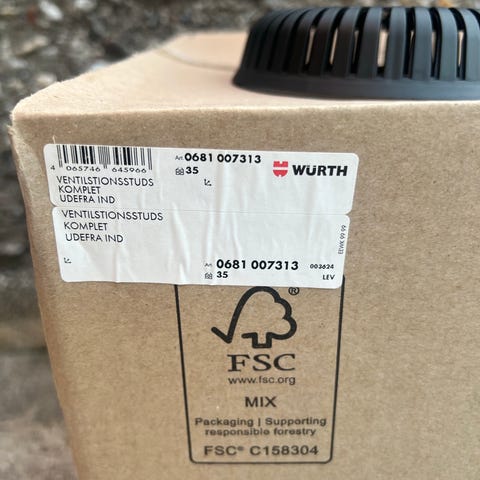 Art 0681 007313
35
WÜRTH
4 065746 645966
VENTILSTIONSSTUDS
KOMPLET
UDEFRA IND
VENTILSTIONSSTUDS
KOMPLET
UDEFRA IND
Art 0681 007313
35
003624
LEV
®
FSC
www.fsc.org
MIX
Packaging | Supporting
responsible forestry
FSC® C158304